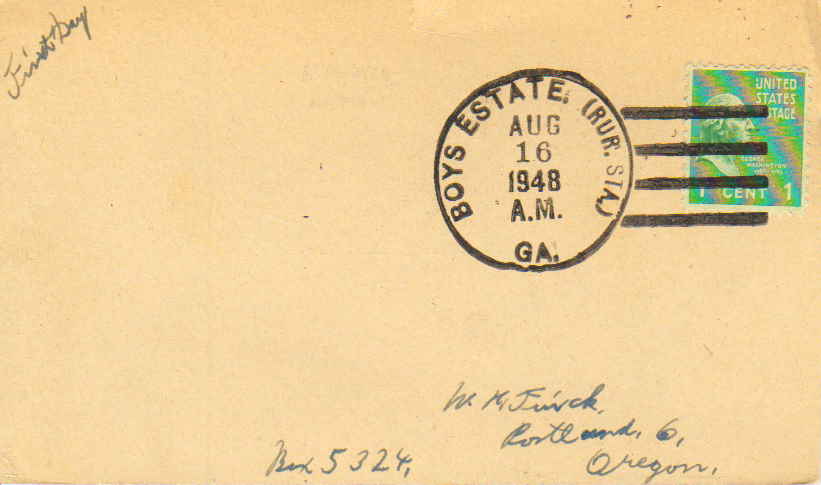 First Day
BOYS ESTATE. (RUR. STA.)
AUG
16
1948
A.M.
GA.
UNITED
STATES
POSTAGE
GEORGE
WASHINGTON
1 CENT 1
W. K.
Portland, 6,
Box 5324,
Oregon.